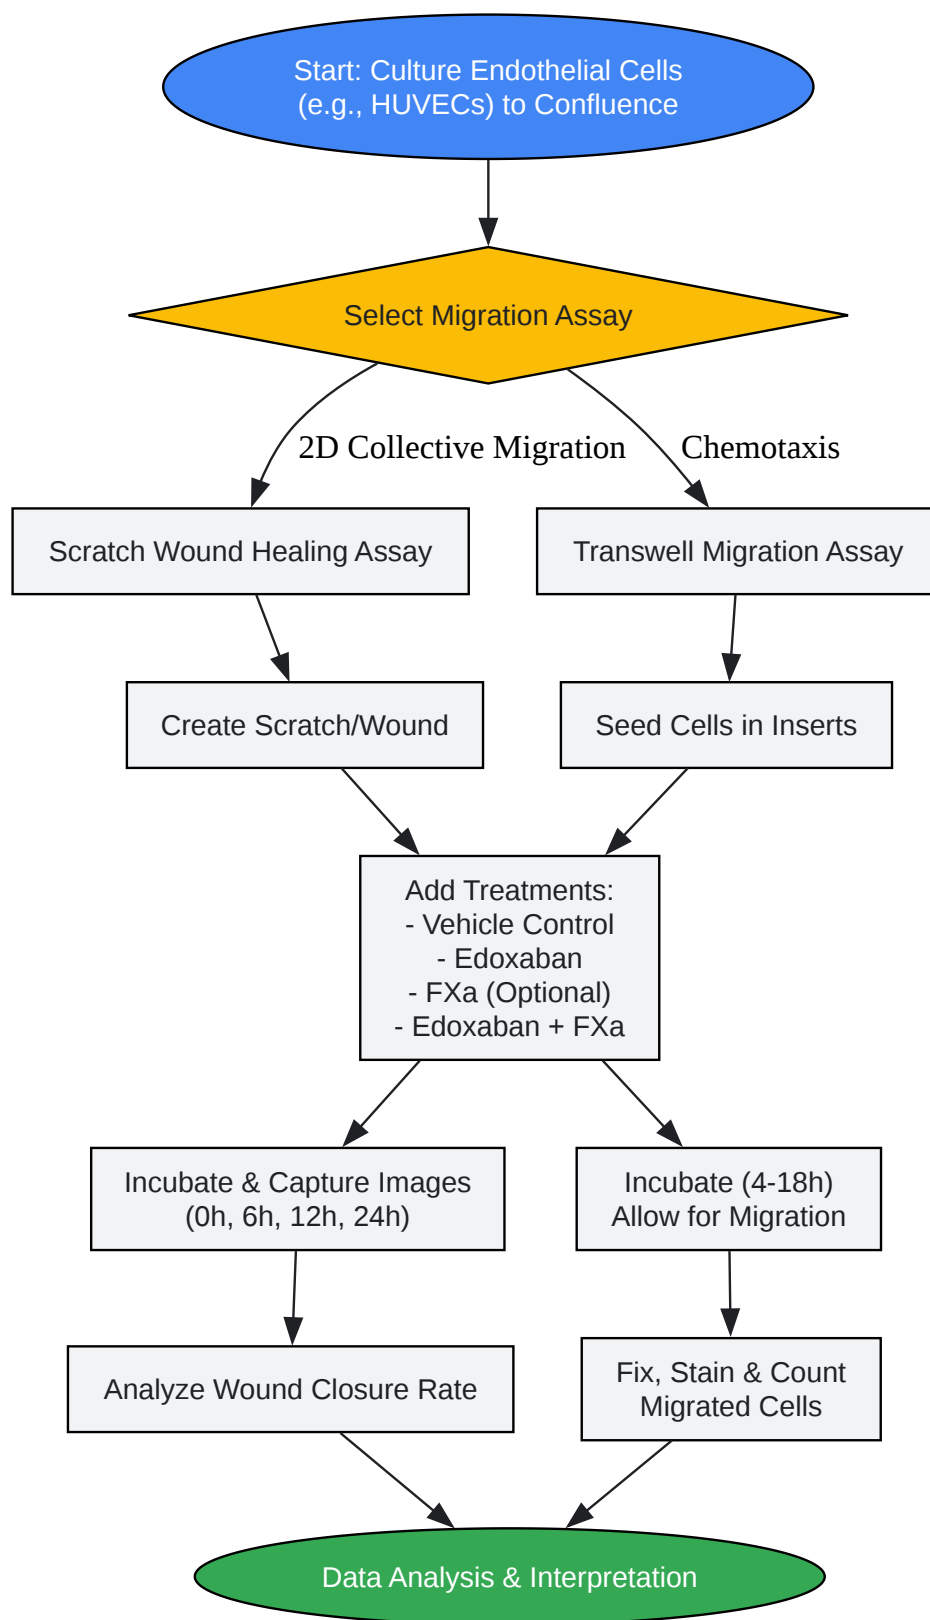 Start: Culture Endothelial Cells
(e.g., HUVECs) to Confluence
Select Migration Assay
2D Collective Migration
Chemotaxis
Scratch Wound Healing Assay
Transwell Migration Assay
Create Scratch/Wound
Seed Cells in Inserts
Add Treatments:
- Vehicle Control
- Edoxaban
- FXa (Optional)
- Edoxaban + FXa
Incubate & Capture Images
(0h, 6h, 12h, 24h)
Incubate (4-18h)
Allow for Migration
Analyze Wound Closure Rate
Fix, Stain & Count
Migrated Cells
Data Analysis & Interpretation